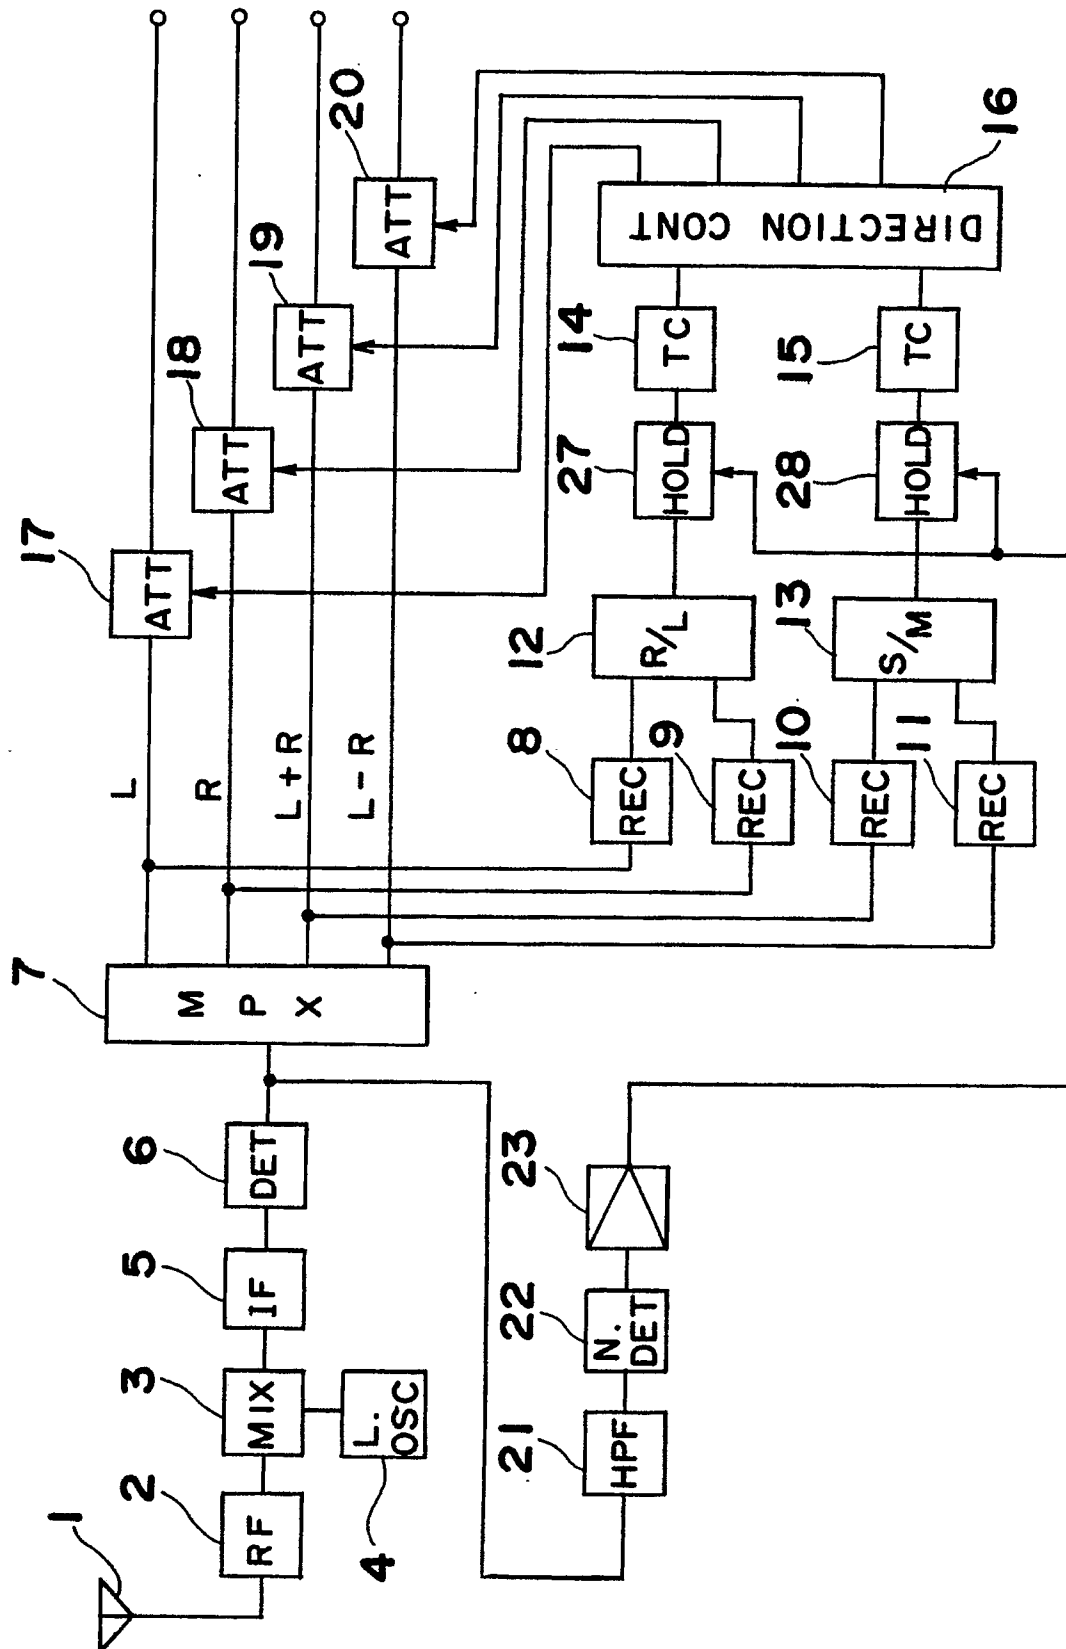 1
2
RF
3
MIX
4
L.
OSC
5
IF
6
DET
7
M P X
L
R
L+R
L-R
17
ATT
18
ATT
19
ATT
20
ATT
8
REC
9
REC
10
REC
11
REC
12
R/L
13
S/M
27
HOLD
28
HOLD
14
TC
15
TC
16
DIRECTION CONT
21
HPF
22
N.
DET
23